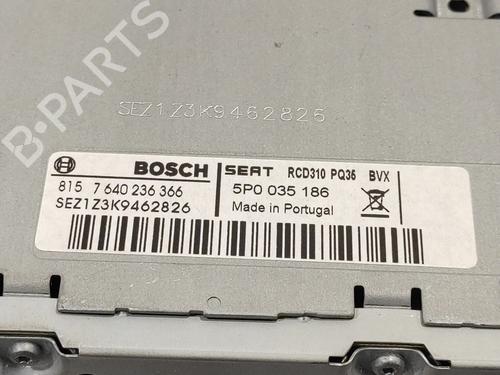 B-PARTS
SEZ1Z3K9462826
BOSCH SEAT RCD310 PQ35 BVX
815 7 640 236 366 5P0 035 186
SEZ1Z3K9462826 Made in Portugal